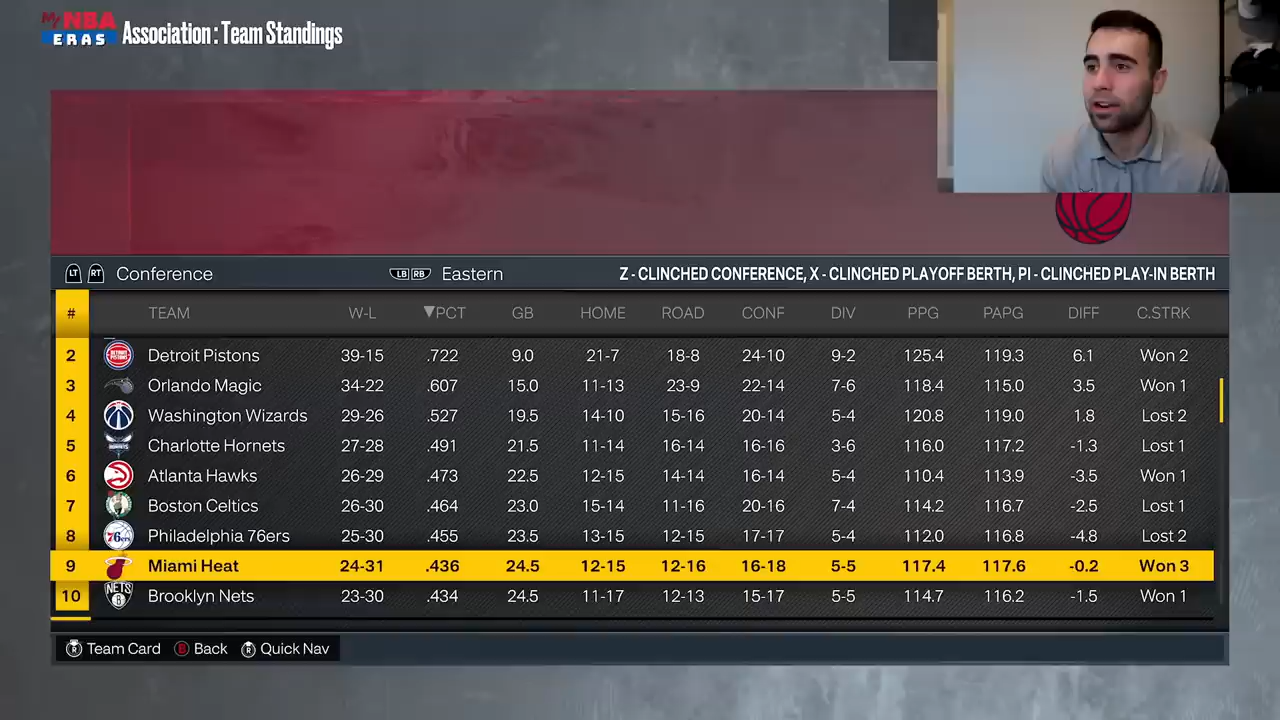 My NBA
ERAS
Association : Team Standings
LT RT Conference LB RB Eastern Z - CLINCHED CONFERENCE, X - CLINCHED PLAYOFF BERTH, PI - CLINCHED PLAY-IN BERTH
# TEAM W-L ▼PCT GB HOME ROAD CONF DIV PPG PAPG DIFF C.STRK
2 DETROIT PISTONS Detroit Pistons 39-15 .722 9.0 21-7 18-8 24-10 9-2 125.4 119.3 6.1 Won 2
3 Orlando Magic 34-22 .607 15.0 11-13 23-9 22-14 7-6 118.4 115.0 3.5 Won 1
4 Washington Wizards 29-26 .527 19.5 14-10 15-16 20-14 5-4 120.8 119.0 1.8 Lost 2
5 Charlotte Hornets 27-28 .491 21.5 11-14 16-14 16-16 3-6 116.0 117.2 -1.3 Lost 1
6 Atlanta Hawks 26-29 .473 22.5 12-15 14-14 16-14 5-4 110.4 113.9 -3.5 Won 1
7 Boston Celtics 26-30 .464 23.0 15-14 11-16 20-16 7-4 114.2 116.7 -2.5 Lost 1
8 76ers Philadelphia 76ers 25-30 .455 23.5 13-15 12-15 17-17 5-4 112.0 116.8 -4.8 Lost 2
9 Miami Heat 24-31 .436 24.5 12-15 12-16 16-18 5-5 117.4 117.6 -0.2 Won 3
10 NETS B Brooklyn Nets 23-30 .434 24.5 11-17 12-13 15-17 5-5 114.7 116.2 -1.5 Won 1
R Team Card B Back R Quick Nav